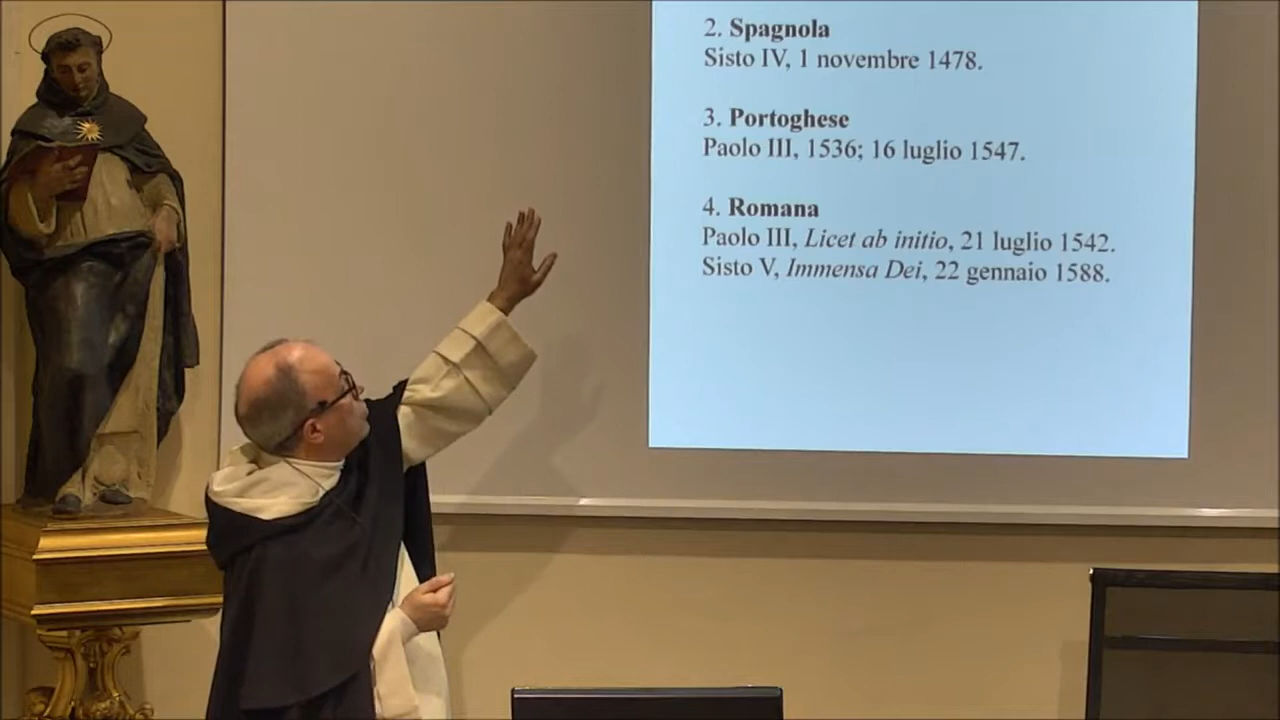 2. Spagnola
Sisto IV, 1 novembre 1478.
3. Portoghese
Paolo III, 1536; 16 luglio 1547.
4. Romana
Paolo III, Licet ab initio, 21 luglio 1542.
Sisto V, Immensa Dei, 22 gennaio 1588.